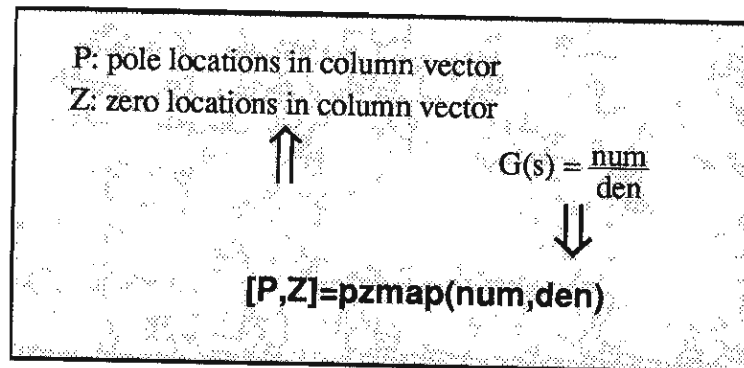 P: pole locations in column vector
Z: zero locations in column vector
G(s) = num
den
[P,Z]=pzmap(num,den)